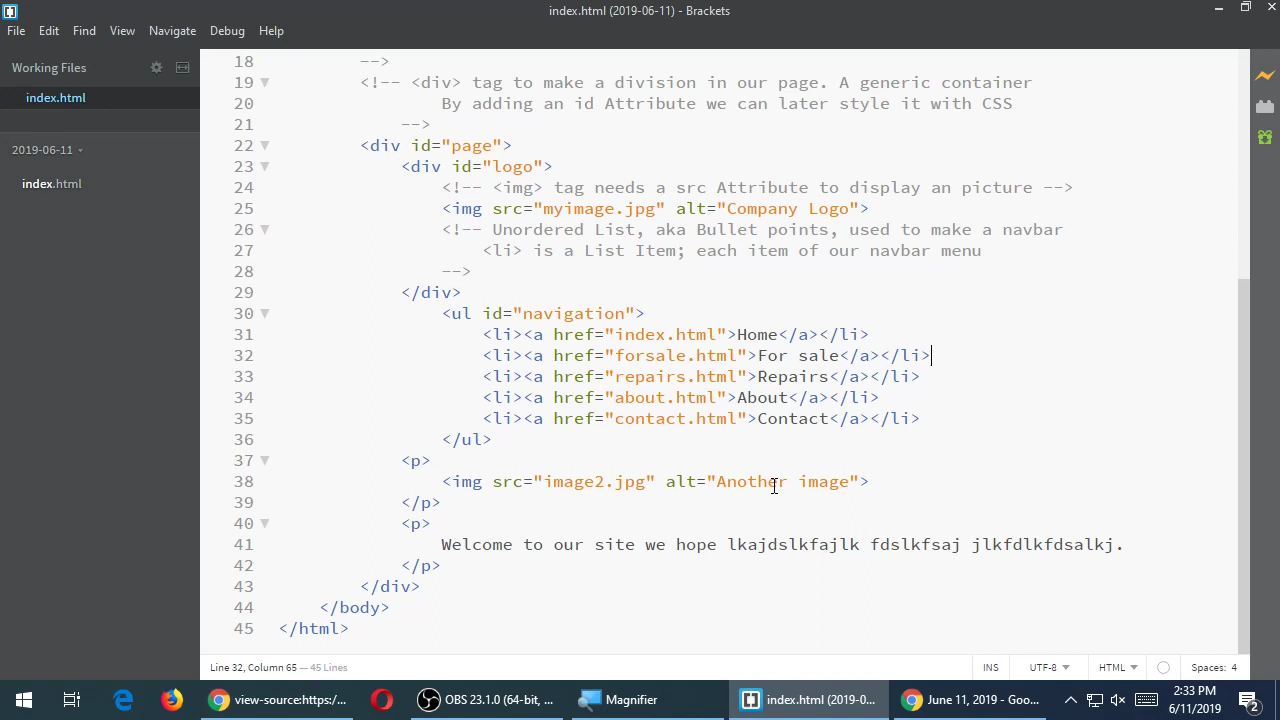 index.html (2019-06-11) - Brackets
File Edit Find View Navigate Debug Help
Working Files
index.html
2019-06-11
index.html
18 -->
19 <!-- <div> tag to make a division in our page. A generic container
20 By adding an id Attribute we can later style it with CSS
21 -->
22 <div id="page">
23 <div id="logo">
24 <!-- <img> tag needs a src Attribute to display an picture -->
25 <img src="myimage.jpg" alt="Company Logo">
26 <!-- Unordered List, aka Bullet points, used to make a navbar
27 <li> is a List Item; each item of our navbar menu
28 -->
29 </div>
30 <ul id="navigation">
31 <li><a href="index.html">Home</a></li>
32 <li><a href="forsale.html">For sale</a></li>
33 <li><a href="repairs.html">Repairs</a></li>
34 <li><a href="about.html">About</a></li>
35 <li><a href="contact.html">Contact</a></li>
36 </ul>
37 <p>
38 <img src="image2.jpg" alt="Another image">
39 </p>
40 <p>
41 Welcome to our site we hope lkajdslkfajlk fdslkfsaj jlkfdlkfdsalkj.
42 </p>
43 </div>
44 </body>
45 </html>
Line 32, Column 65 — 45 Lines
INS UTF-8 HTML Spaces: 4
view-source:https:/... OBS 23.1.0 (64-bit, ... Magnifier index.html (2019-0... June 11, 2019 - Goo...
2:33 PM
6/11/2019
2